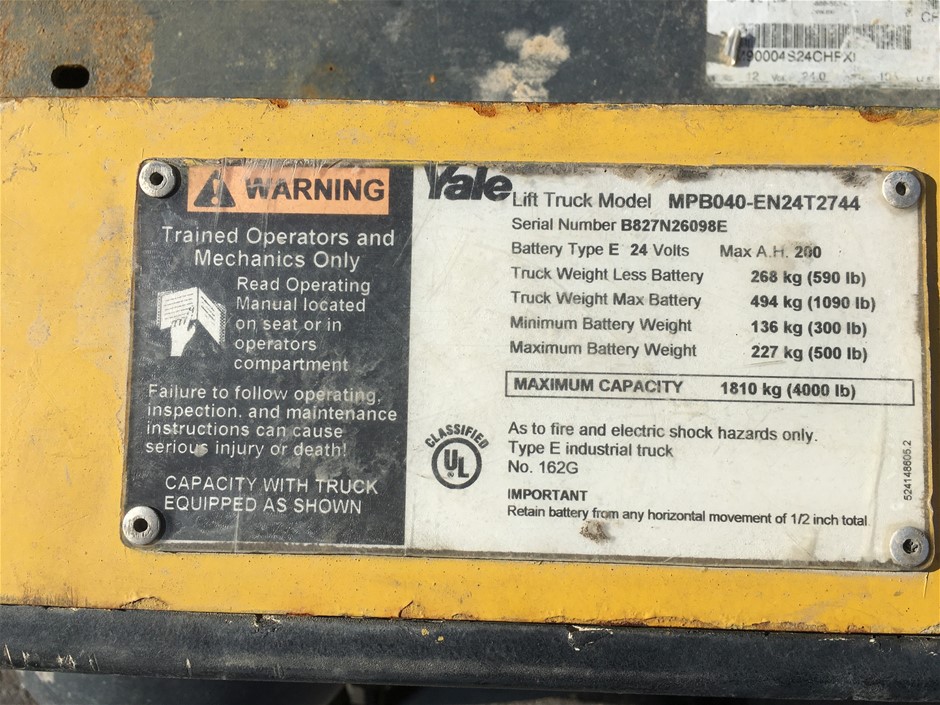 90004S24CHFXI
12 Volt 24.0
WARNING
Trained Operators and
Mechanics Only
Read Operating
Manual located
on seat or in
operators
compartment
Failure to follow operating,
inspection, and maintenance
instructions can cause
serious injury or death!
CAPACITY WITH TRUCK
EQUIPPED AS SHOWN
Yale
Lift Truck Model MPB040-EN24T2744
Serial Number B827N26098E
Battery Type E 24 Volts Max A.H. 200
Truck Weight Less Battery 268 kg (590 lb)
Truck Weight Max Battery 494 kg (1090 lb)
Minimum Battery Weight 136 kg (300 lb)
Maximum Battery Weight 227 kg (500 lb)
MAXIMUM CAPACITY 1810 kg (4000 lb)
CLASSIFIED
UL
As to fire and electric shock hazards only.
Type E industrial truck
No. 162G
IMPORTANT
Retain battery from any horizontal movement of 1/2 inch total
524148605.2